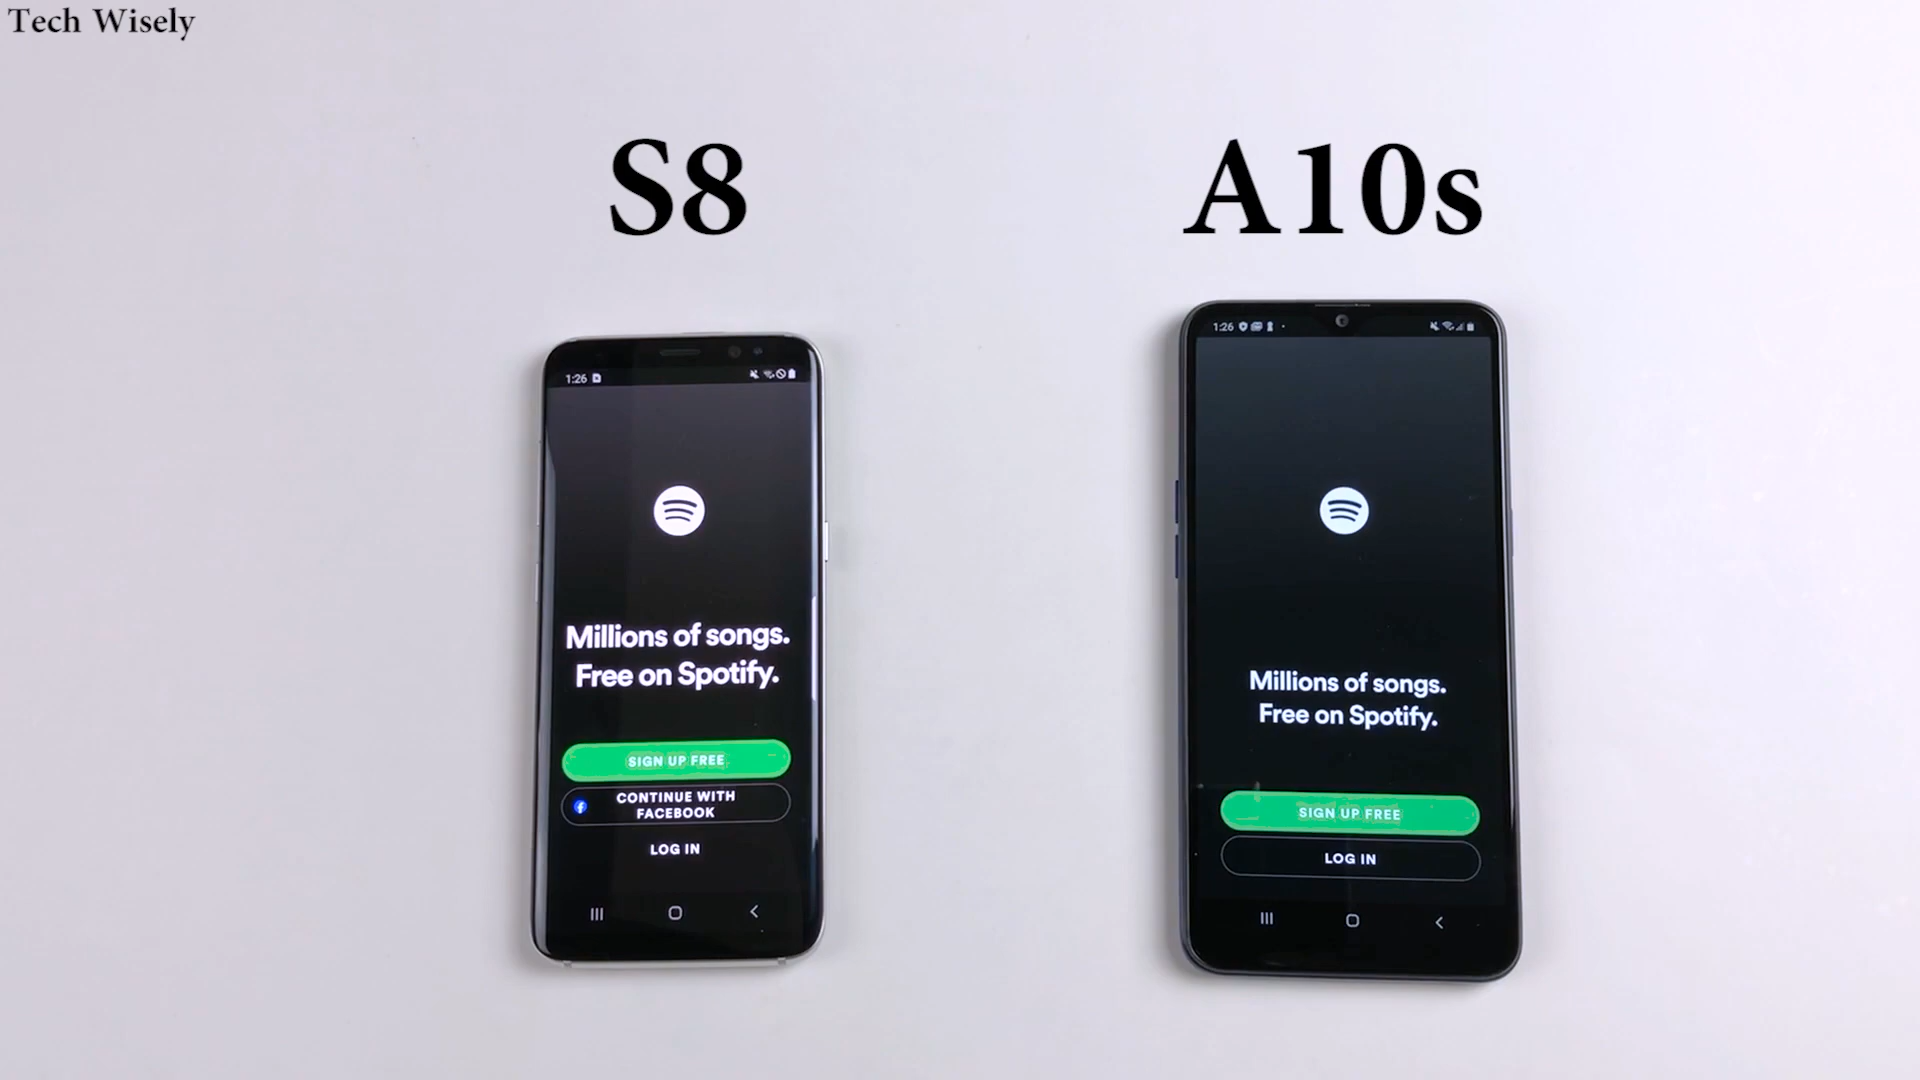 Tech Wisely
S8
A10s
1:26
Millions of songs.
Free on Spotify.
SIGN UP FREE
CONTINUE WITH
FACEBOOK
LOG IN
1:26
Millions of songs.
Free on Spotify.
SIGN UP FREE
LOG IN